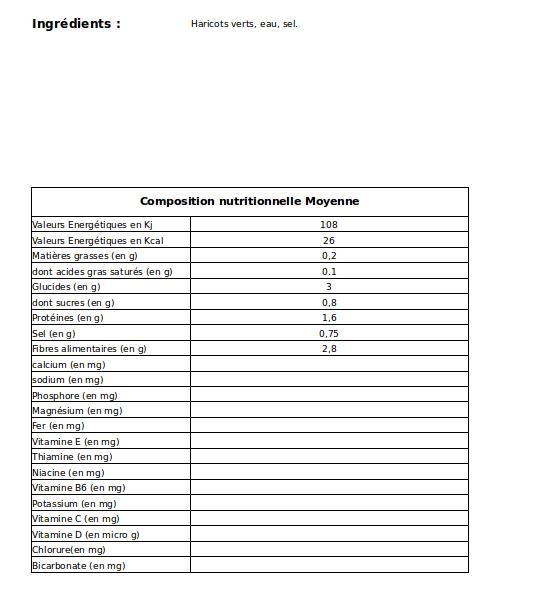 Ingrédients : Haricots verts, eau, sel.
Composition nutritionnelle Moyenne
Valeurs Energétiques en Kj 108
Valeurs Energétiques en Kcal 26
Matières grasses (en g) 0,2
dont acides gras saturés (en g) 0.1
Glucides (en g) 3
dont sucres (en g) 0,8
Protéines (en g) 1,6
Sel (en g) 0,75
Fibres alimentaires (en g) 2,8
calcium (en mg)
sodium (en mg)
Phosphore (en mg)
Magnésium (en mg)
Fer (en mg)
Vitamine E (en mg)
Thiamine (en mg)
Niacine (en mg)
Vitamine B6 (en mg)
Potassium (en mg)
Vitamine C (en mg)
Vitamine D (en micro g)
Chlorure(en mg)
Bicarbonate (en mg)